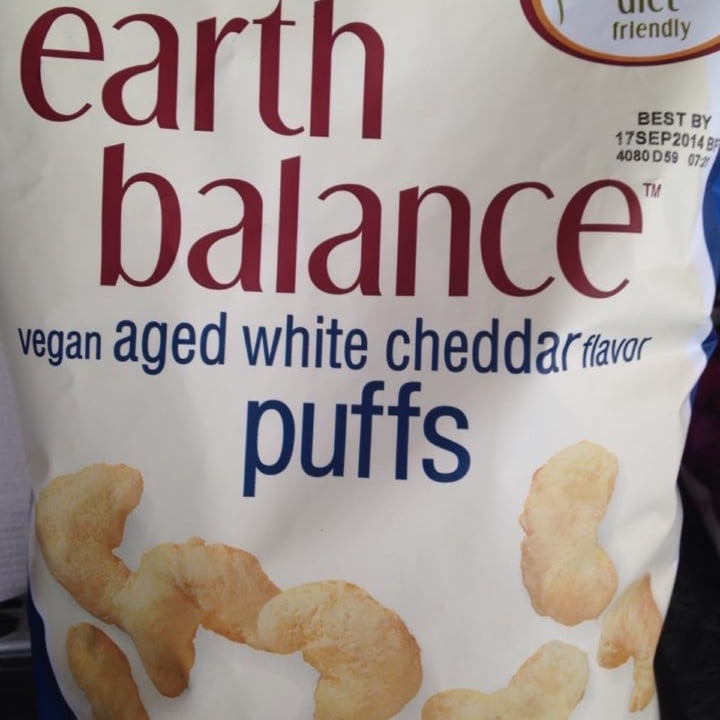 earth
balance™
vegan aged white cheddar flavor
puffs
diet
friendly
BEST BY
17SEP2014
4080 D59